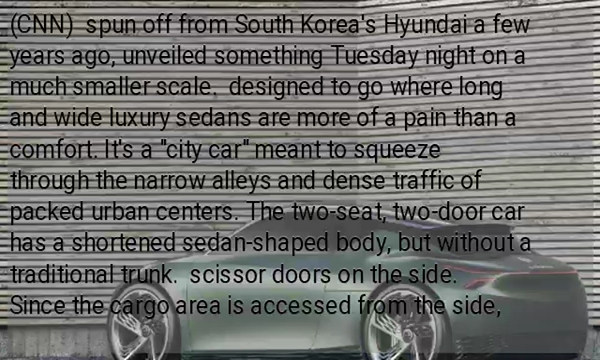 (CNN)  spun off from South Korea's Hyundai a few
years ago, unveiled something Tuesday night on a
much smaller scale.  designed to go where long
and wide luxury sedans are more of a pain than a
comfort. It's a "city car" meant to squeeze
through the narrow alleys and dense traffic of
packed urban centers. The two-seat, two-door car
has a shortened sedan-shaped body, but without a
traditional trunk.  scissor doors on the side.
Since the cargo area is accessed from the side,